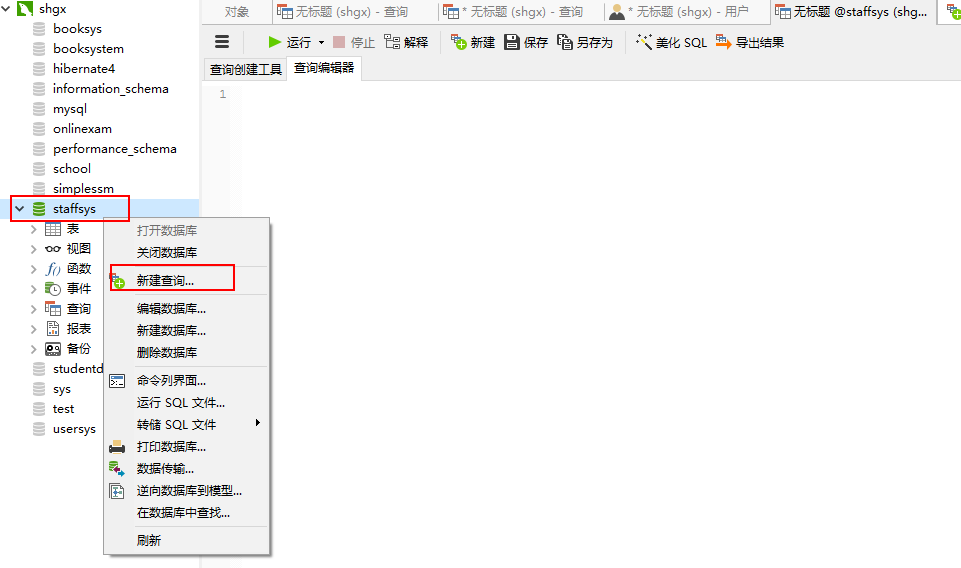 shgx
booksys
booksystem
hibernate4
information_schema
mysql
onlinexam
performance_schema
school
simplessm
staffsys
表
视图
函数
事件
查询
报表
备份
studentd
sys
test
usersys
对象
无标题 (shgx) - 查询
* 无标题 (shgx) - 查询
* 无标题 (shgx) - 用户
无标题 @staffsys (shg...
运行
停止
解释
新建
保存
另存为
美化 SQL
导出结果
查询创建工具
查询编辑器
1
打开数据库
关闭数据库
新建查询...
编辑数据库...
新建数据库...
删除数据库
命令列界面...
运行 SQL 文件...
转储 SQL 文件
打印数据库...
数据传输...
逆向数据库到模型...
在数据库中查找...
刷新